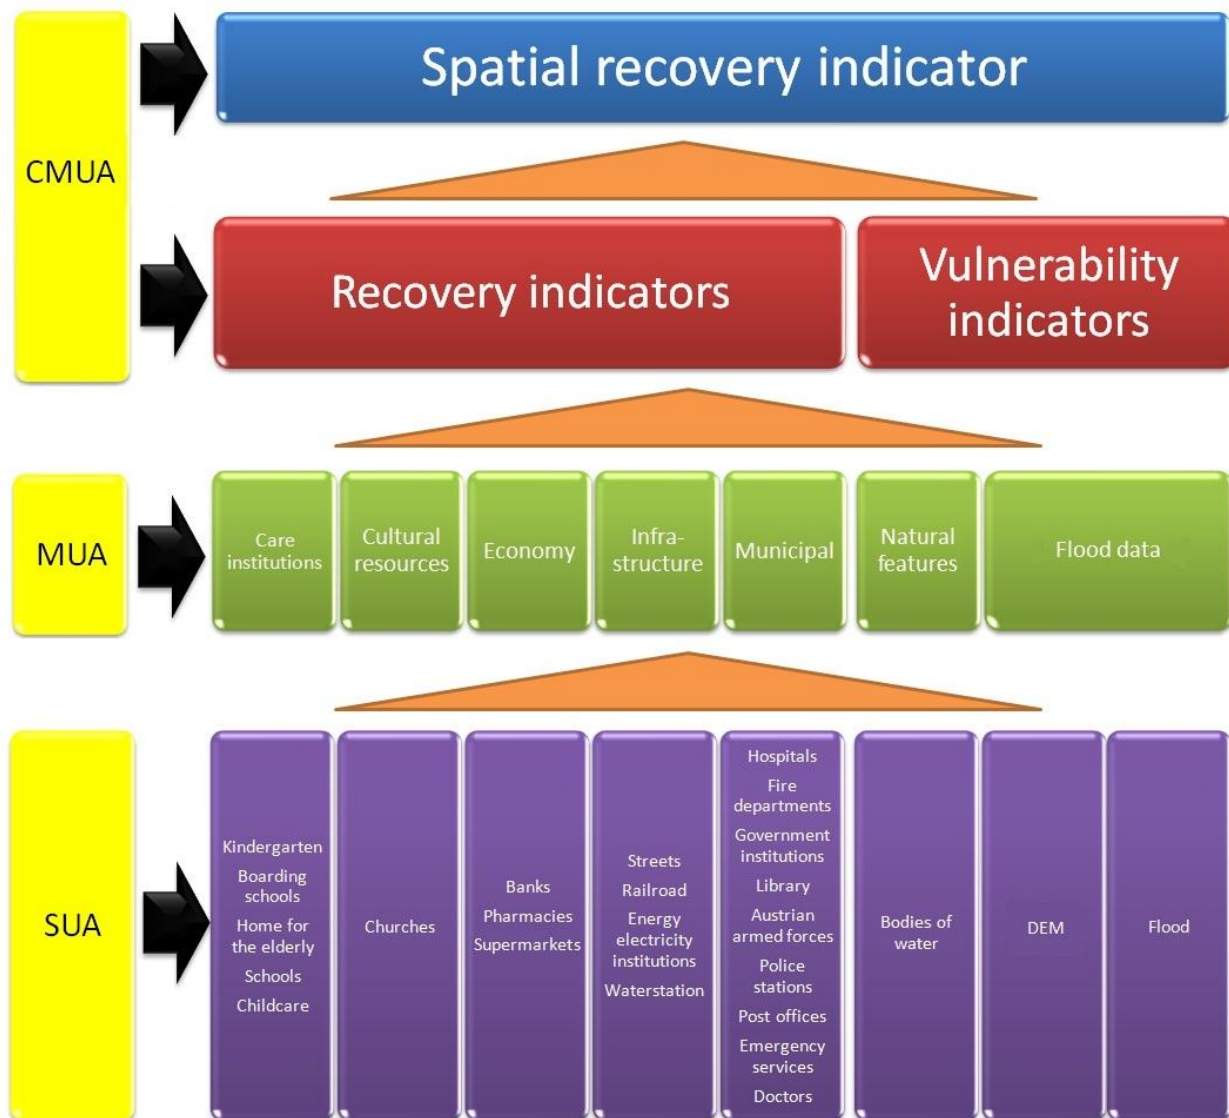 CMUA
Spatial recovery indicator
Recovery indicators
Vulnerability
indicators
MUA
Care
institutions
Cultural
resources
Economy
Infra-
structure
Municipal
Natural
features
Flood data
SUA
Kindergarten
Boarding
schools
Home for
the elderly
Schools
Childcare
Churches
Banks
Pharmacies
Supermarkets
Streets
Railroad
Energy
electricity
institutions
Waterstation
Hospitals
Fire
departments
Government
institutions
Library
Austrian
armed forces
Police
stations
Post offices
Emergency
services
Doctors
Bodies of
water
DEM
Flood